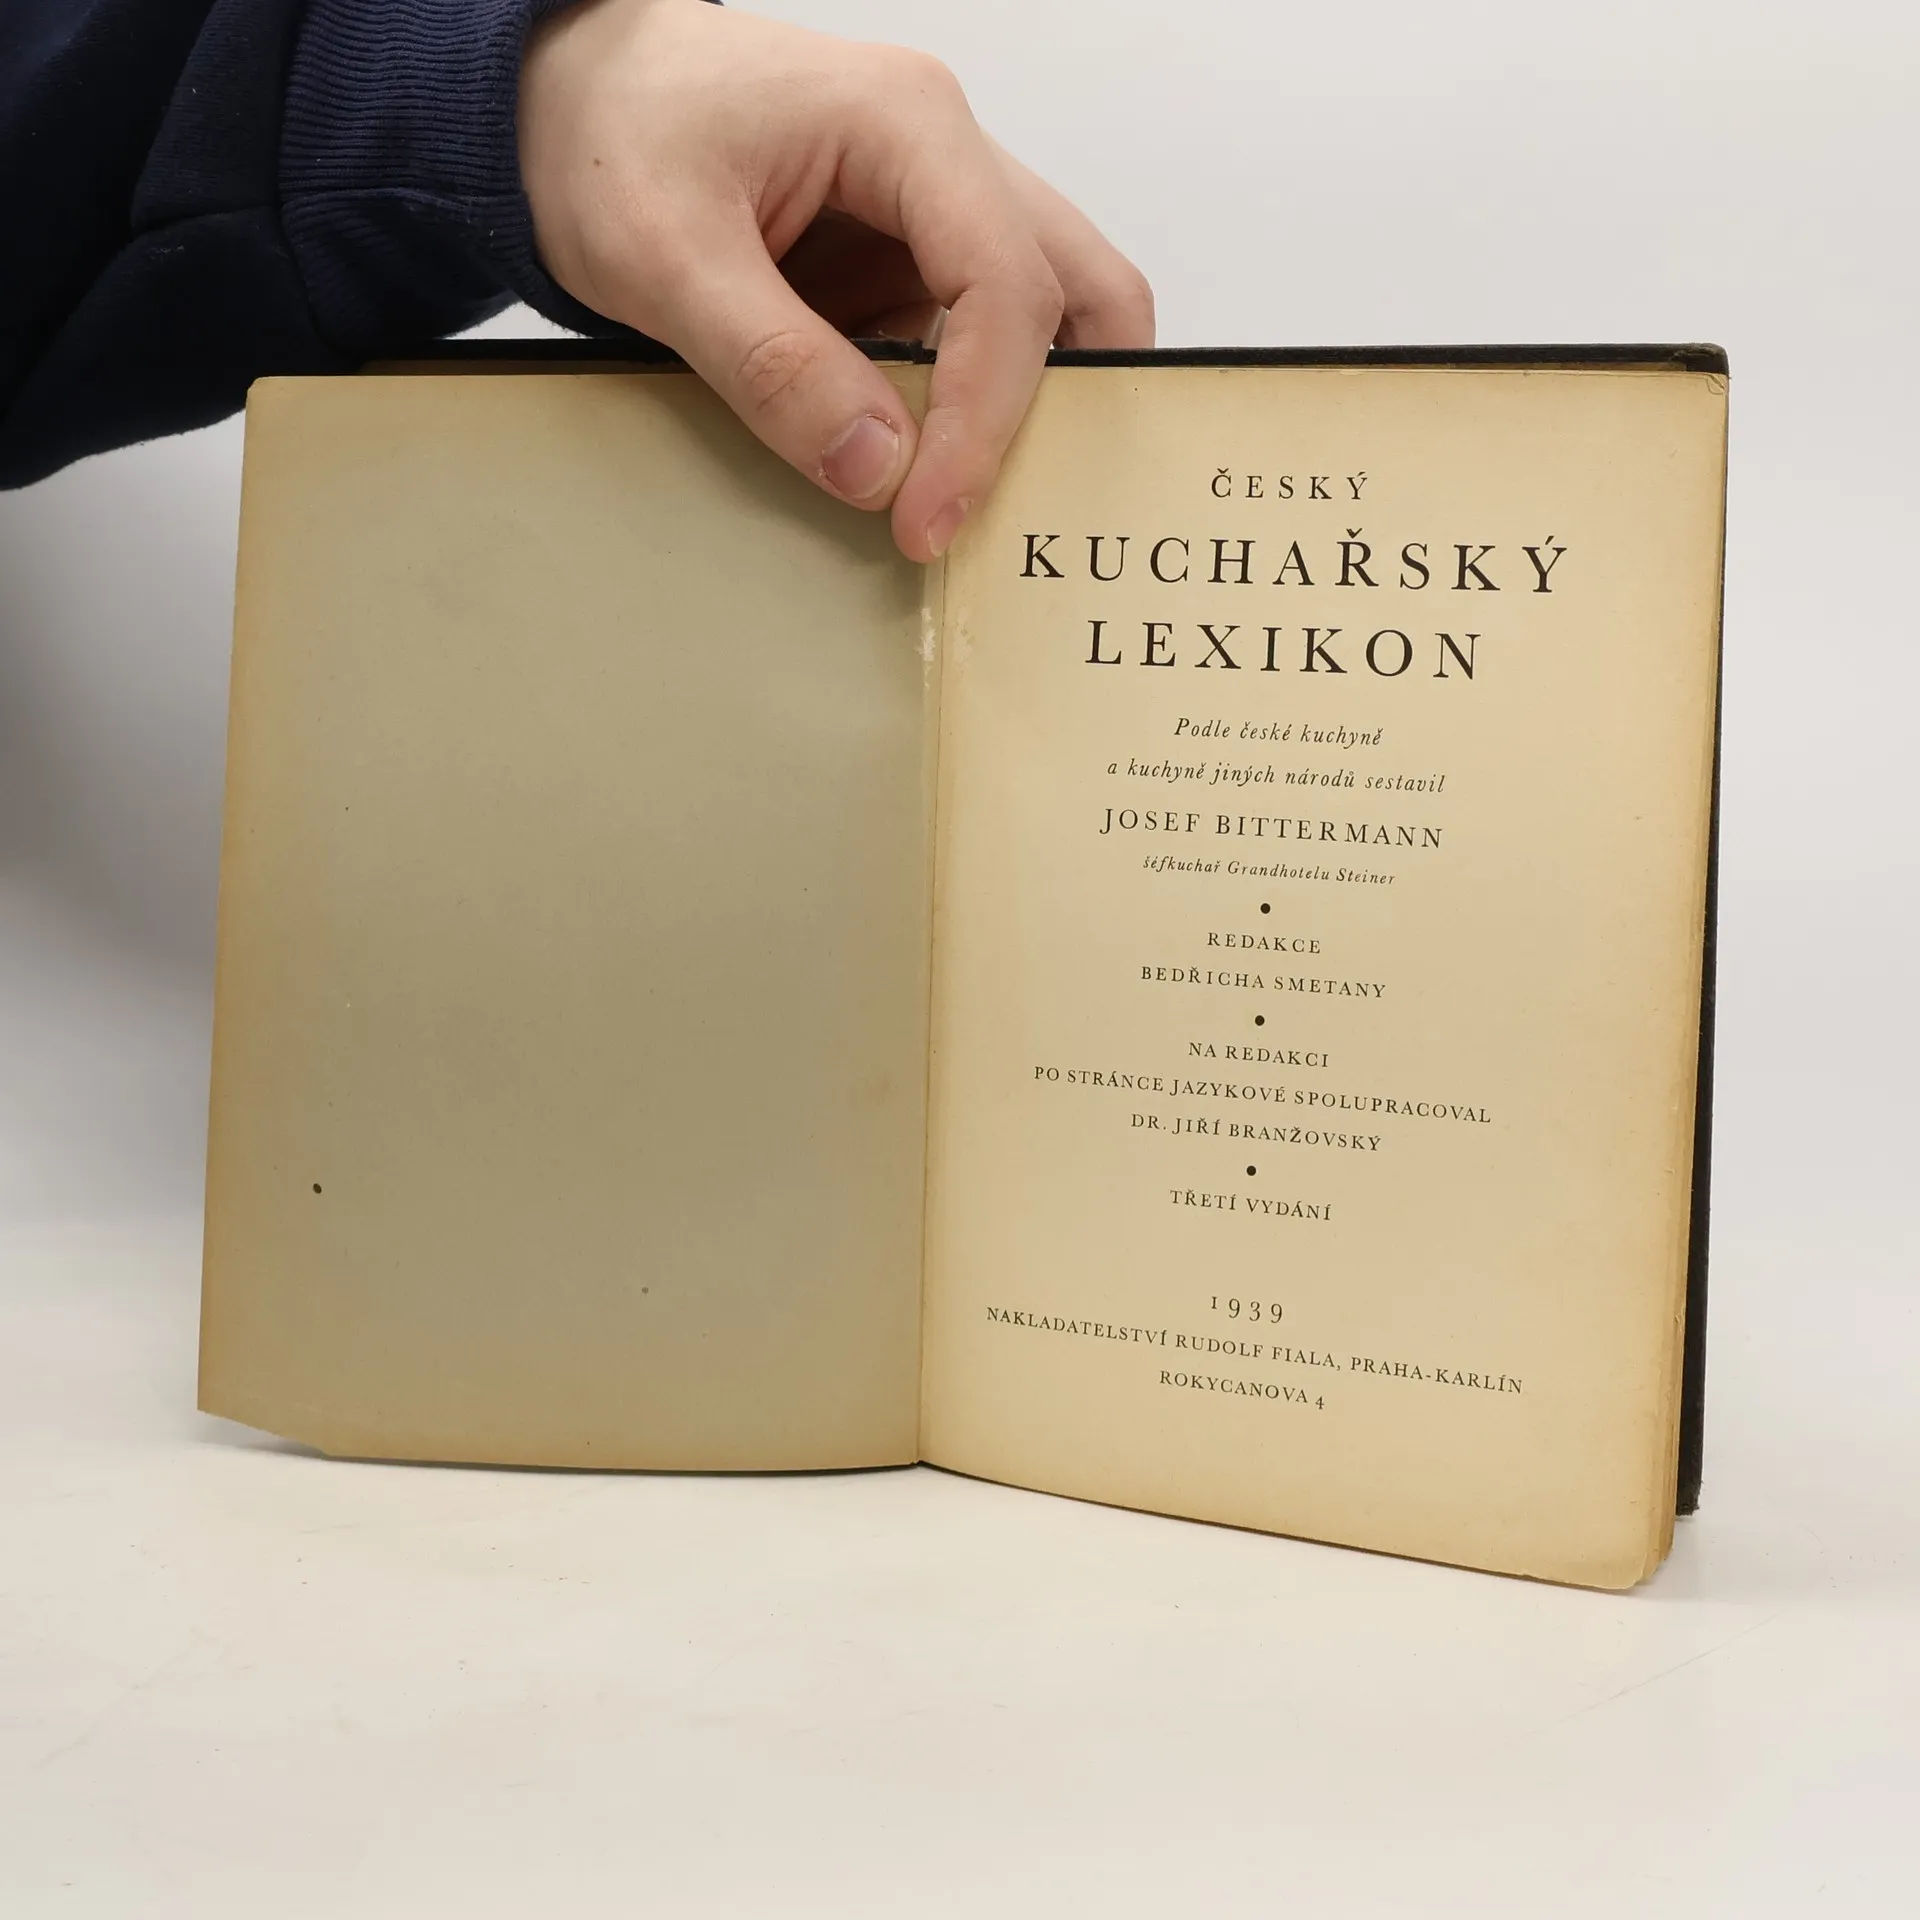 ČESKÝ
KUCHAŘSKÝ
LEXIKON
Podle české kuchyně
a kuchyně jiných národů sestavil
JOSEF BITTERMANN
šéfkuchař Grandhotelu Steiner
REDAKCE
BEDŘICHA SMETANY
NA REDAKCI
PO STRÁNCE JAZYKOVÉ SPOLUPRACOVAL
DR. JIŘÍ BRANŽOVSKÝ
TŘETÍ VYDÁNÍ
1939
NAKLADATELSTVÍ RUDOLF FIALA, PRAHA-KARLÍN
ROKYCANOVA 4